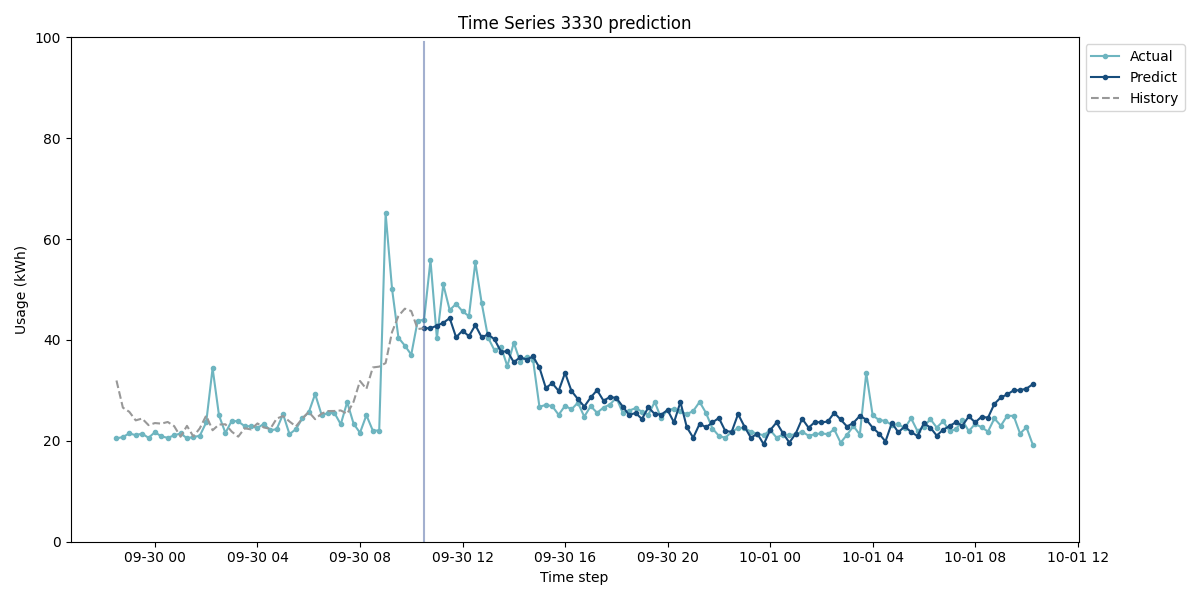 Time Series 3330 prediction
100
80
60
40
20
0
Usage (kWh)
09-30 00
09-30 04
09-30 08
09-30 12
09-30 16
09-30 20
10-01 00
10-01 04
10-01 08
10-01 12
Time step
Actual
Predict
History